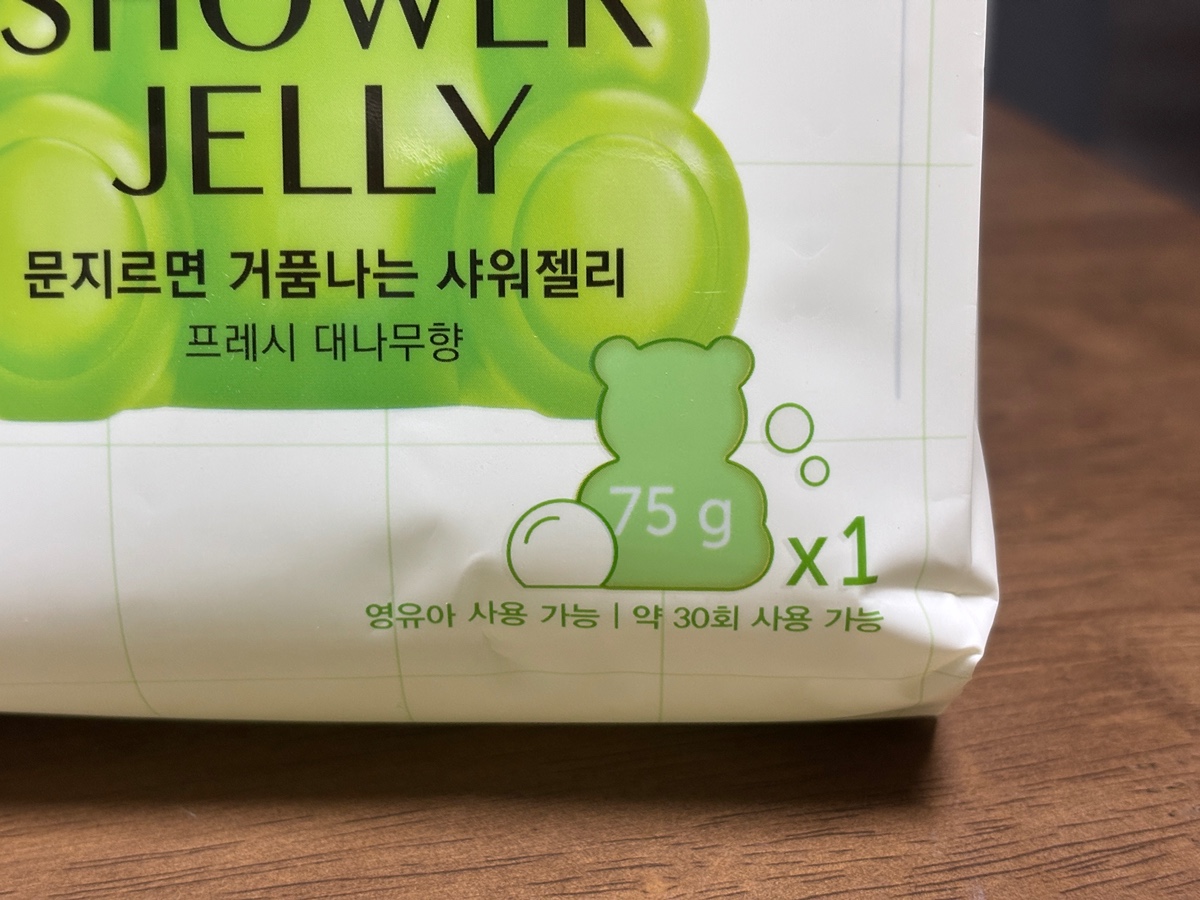 SHOWER
JELLY
문지르면 거품나는 샤워젤리
프레시 대나무향
75 g
x1
영유아 사용 가능 | 약 30회 사용 가능